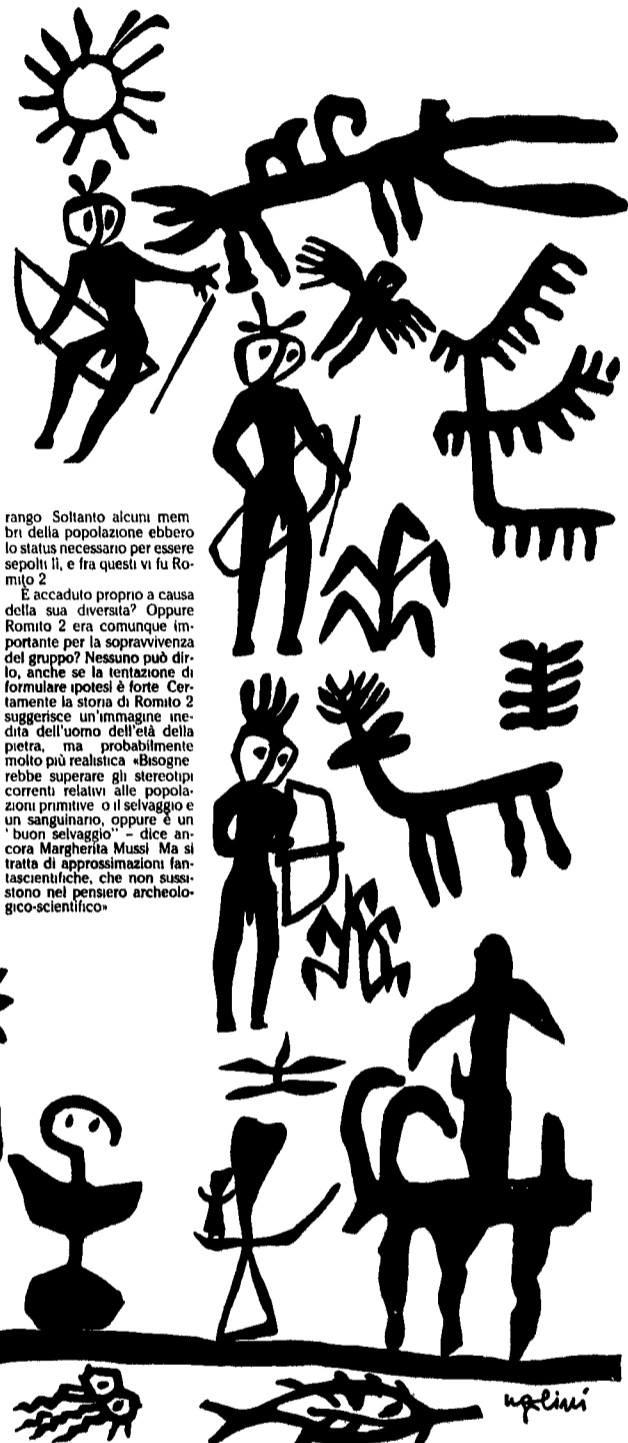 rango Soltanto alcuni mem
bri della popolazione ebbero
lo status necessario per essere
sepolti lì, e fra questi vi fu Ro-
mito 2
È accaduto proprio a causa
della sua diversita? Oppure
Romito 2 era comunque im-
portante per la sopravvivenza
del gruppo? Nessuno può dir-
lo, anche se la tentazione di
formulare ipotesi è forte Cer-
tamente la storia di Romito 2
suggerisce un'immagine ine-
dita dell'uomo dell'età della
pietra, ma probabilmente
molto più realistica «Bisogne
rebbe superare gli stereotipi
correnti relativi alle popola-
zioni primitive o il selvaggio e
un sanguinario, oppure è un
'buon selvaggio" – dice an-
cora Margherita Mussi Ma si
tratta di approssimazioni fan-
tascientifiche, che non sussi-
stono nel pensiero archeolo-
gico-scientifico»